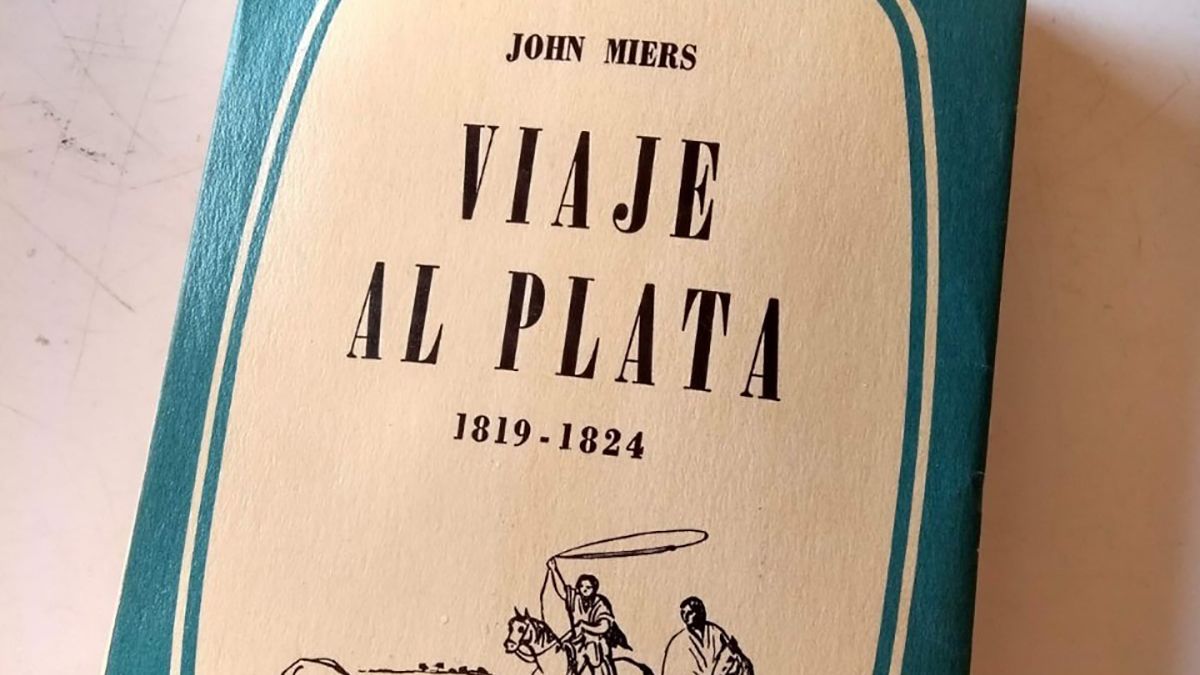 JOHN MIERS
VIAJE
AL PLATA
1819-1824